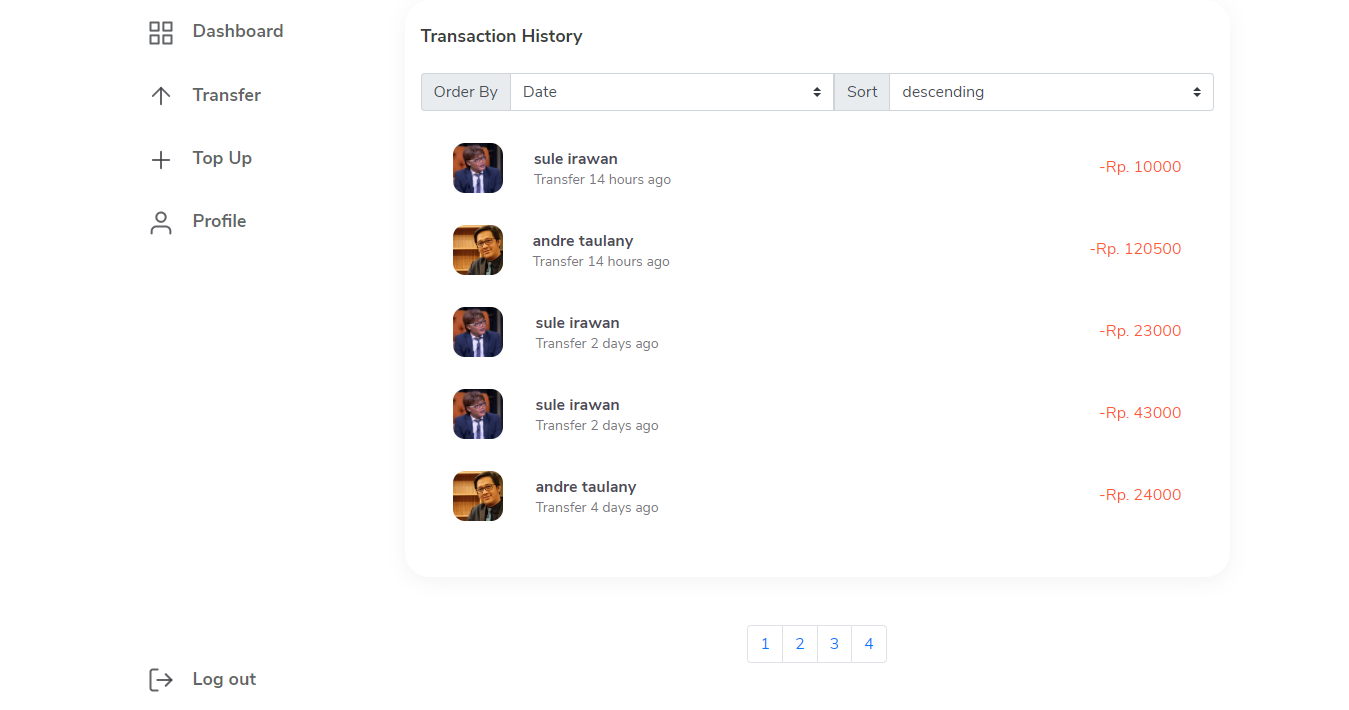 Dashboard
Transfer
Top Up
Profile
Log out
Transaction History
Order By Date Sort descending
sule irawan
Transfer 14 hours ago
-Rp. 10000
andre taulany
Transfer 14 hours ago
-Rp. 120500
sule irawan
Transfer 2 days ago
-Rp. 23000
sule irawan
Transfer 2 days ago
-Rp. 43000
andre taulany
Transfer 4 days ago
-Rp. 24000
1 2 3 4